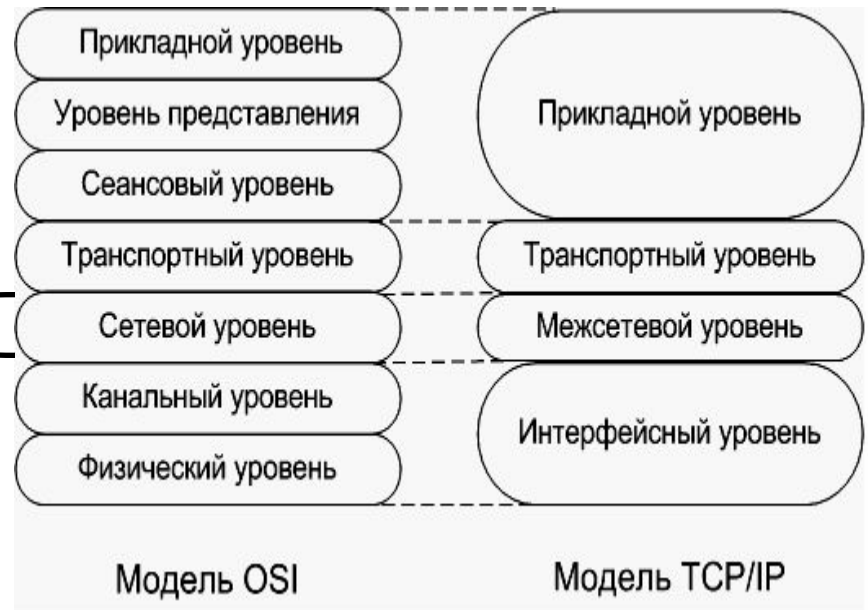 Прикладной уровень
Уровень представления
Сеансовый уровень
Транспортный уровень
Сетевой уровень
Канальный уровень
Физический уровень
Модель OSI
Прикладной уровень
Транспортный уровень
Межсетевой уровень
Интерфейсный уровень
Модель TCP/IP